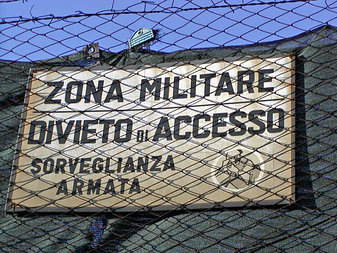 ZONA MILITARE
DIVIETO DI ACCESSO
SORVEGLIANZA
ARMATA